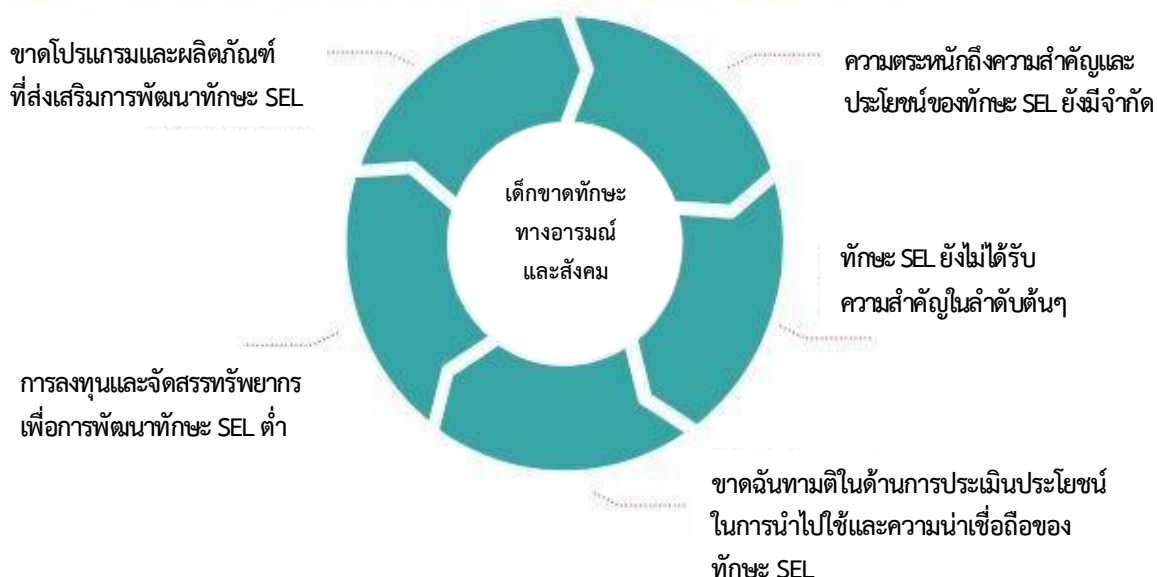 ขาดโปรแกรมและผลิตภัณฑ์
ที่ส่งเสริมการพัฒนาทักษะ SEL
ความตระหนักถึงความสำคัญและ
ประโยชน์ของทักษะ SEL ยังมีจำกัด
เด็กขาดทักษะ
ทางอารมณ์
และสังคม
ทักษะ SEL ยังไม่ได้รับ
ความสำคัญในลำดับต้นๆ
การลงทุนและจัดสรรทรัพยากร
เพื่อการพัฒนาทักษะ SEL ต่ำ
ขาดฉันทามติในด้านการประเมินประโยชน์
ในการนำไปใช้และความน่าเชื่อถือของ
ทักษะ SEL